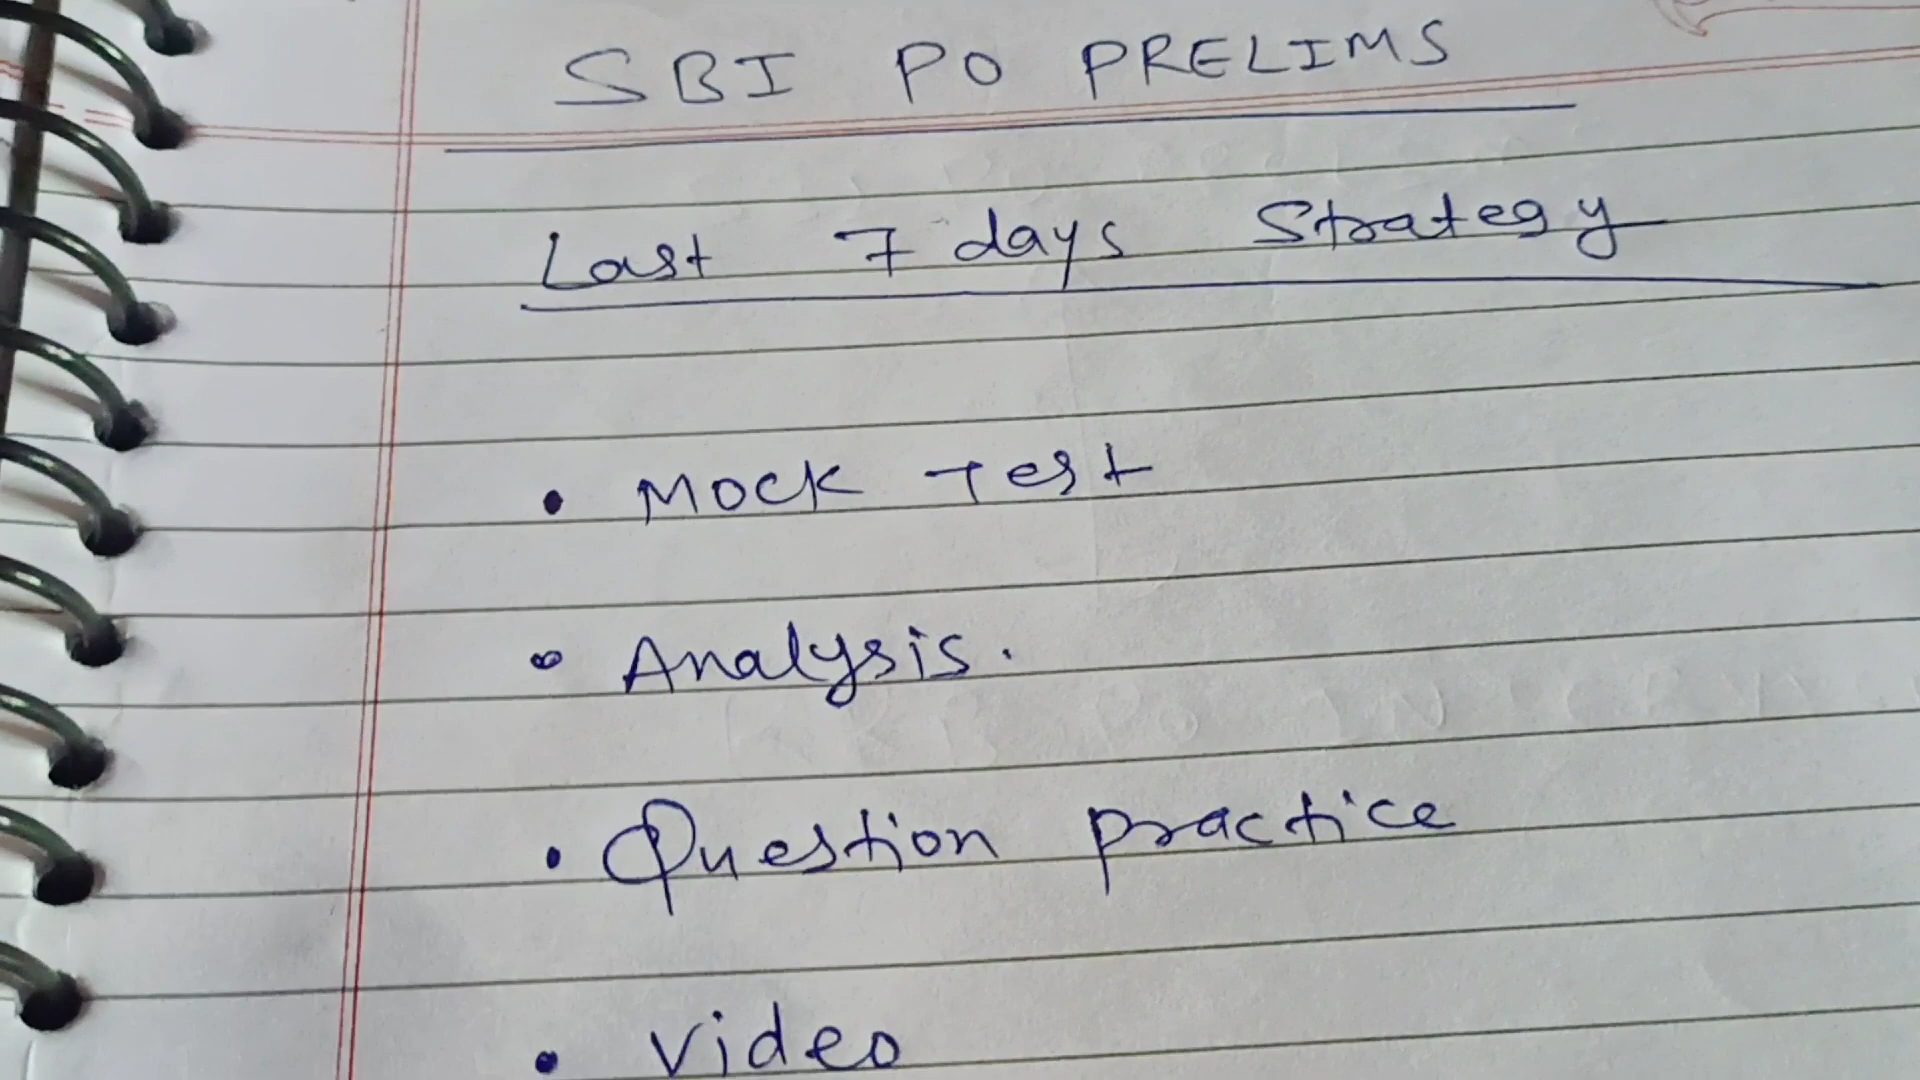 SBI PO PRELIMS
Last 7 days Strategy
• Mock Test
• Analysis.
• Question practice
• Video